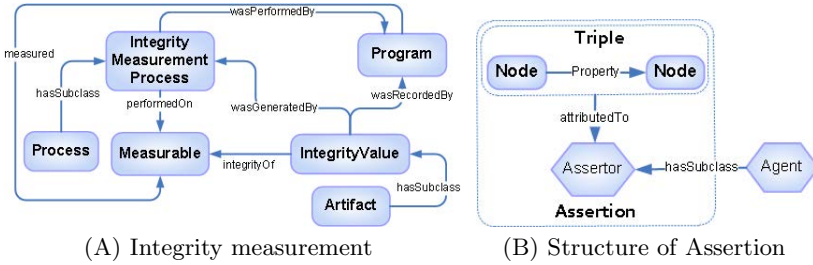 wasPerformedBy
measured
Integrity
Measurement
Process
Program
hasSubclass
performedOn
wasGeneratedBy
wasRecordedBy
Process
Measurable
integrityOf
IntegrityValue
hasSubclass
Artifact
(A) Integrity measurement
Triple
Node
Property
Node
attributedTo
Assertor
hasSubclass
Agent
Assertion
(B) Structure of Assertion